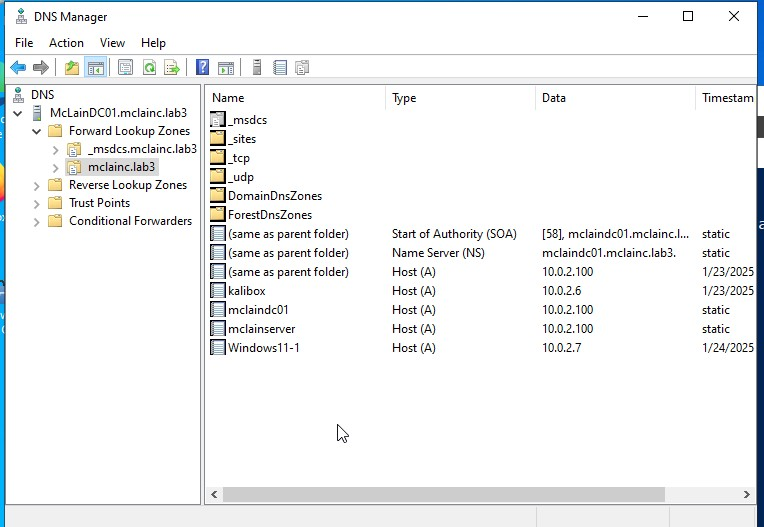 DNS Manager
File Action View Help
DNS
McLainDC01.mclainc.lab3
Forward Lookup Zones
_msdcs.mclainc.lab3
mclainc.lab3
Reverse Lookup Zones
Trust Points
Conditional Forwarders
Name Type Data Timestam
_msdcs
_sites
_tcp
_udp
DomainDnsZones
ForestDnsZones
(same as parent folder) Start of Authority (SOA) [58], mclaindc01.mclainc.l... static
(same as parent folder) Name Server (NS) mclaindc01.mclainc.lab3. static
(same as parent folder) Host (A) 10.0.2.100 1/23/2025
kalibox Host (A) 10.0.2.6 1/23/2025
mclaindc01 Host (A) 10.0.2.100 static
mclainserver Host (A) 10.0.2.100 static
Windows11-1 Host (A) 10.0.2.7 1/24/2025